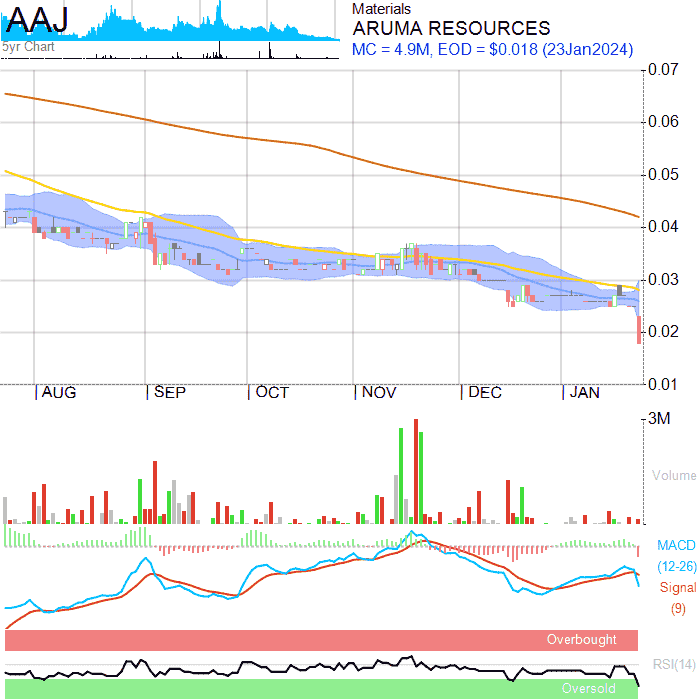 AAJ
5yr Chart
Materials
ARUMA RESOURCES
MC = 4.9M, EOD = $0.018 (23Jan2024)
0.07
0.06
0.05
0.04
0.03
0.02
0.01
AUG SEP OCT NOV DEC JAN
3M
Volume
MACD
(12-26)
Signal
(9)
Overbought
RSI(14)
Oversold